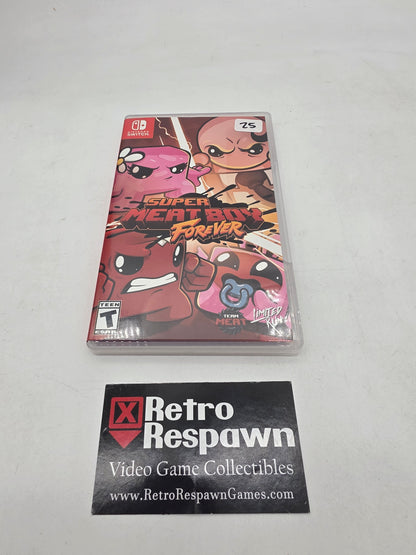 NINTENDO
SWITCH
25
SUPER
MEAT BOY
FOREVER
TEEN
T
ESRB
TEAM
MEAT
LIMITED
RUN
X Retro
Respawn
Video Game Collectibles
www.RetroRespawnGames.com